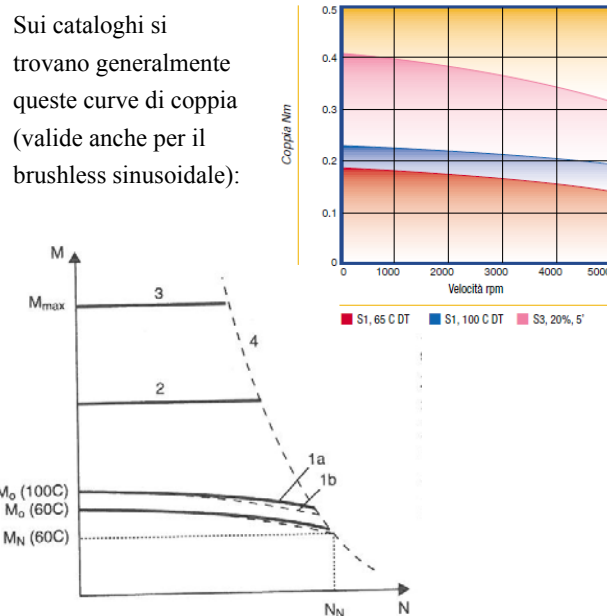 Sui cataloghi si
trovano generalmente
queste curve di coppia
(valide anche per il
brushless sinusoidale):
Coppia Nm
0.5
0.4
0.3
0.2
0.1
0
0 1000 2000 3000 4000 5000
Velocità rpm
S1, 65 C DT S1, 100 C DT S3, 20%, 5'
M
Mmax
3
4
2
1a
1b
Mo (100C)
Mo (60C)
MN (60C)
NN N